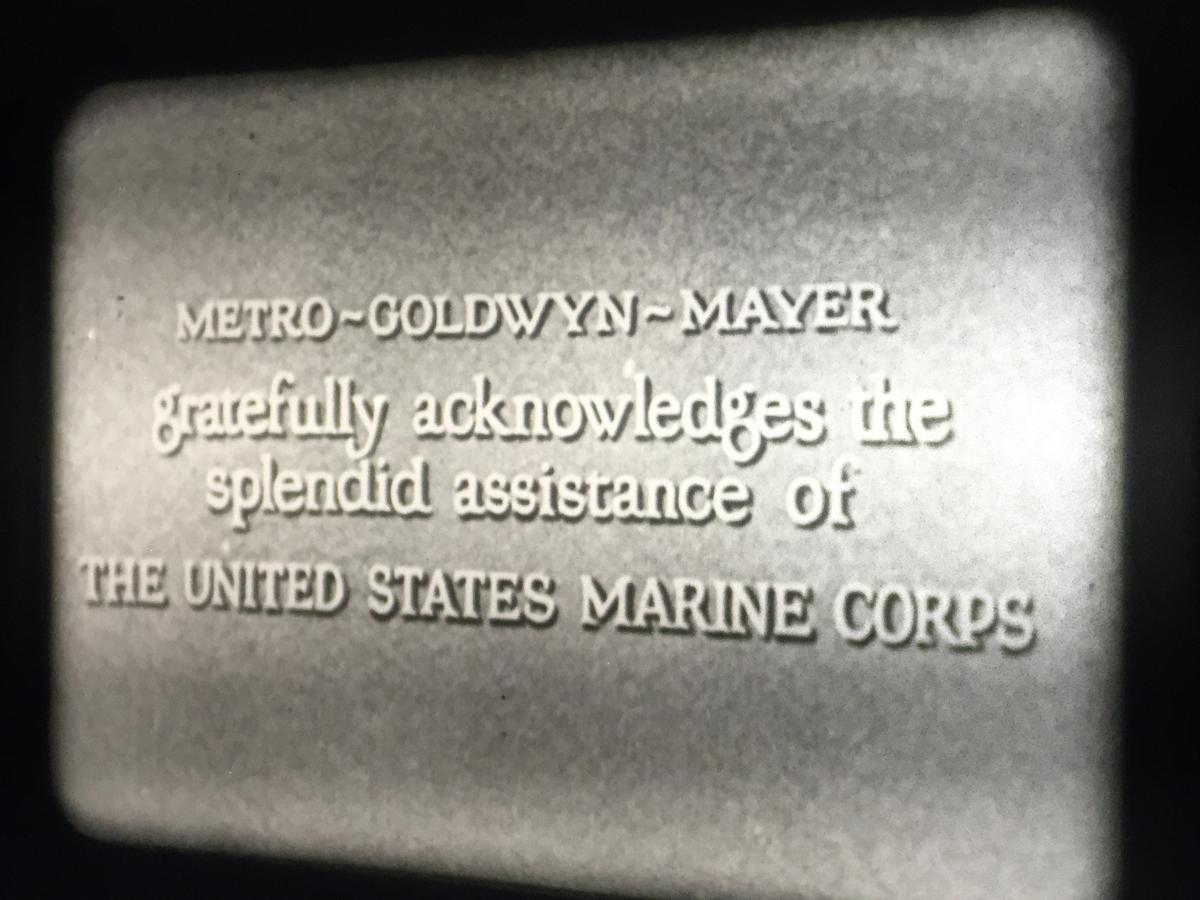 METRO~GOLDWYN~MAYER
gratefully acknowledges the
splendid assistance of
THE UNITED STATES MARINE CORPS